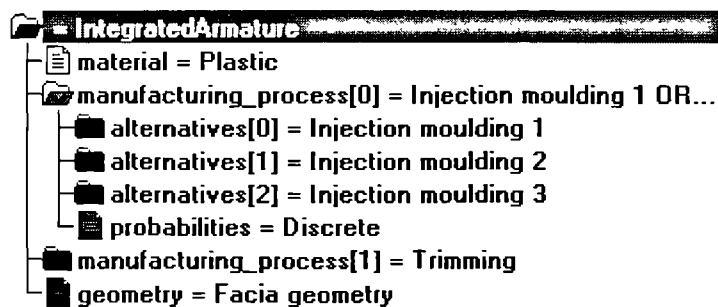 = IntegratedArmature
material = Plastic
manufacturing_process[0] = Injection moulding 1 OR...
alternatives[0] = Injection moulding 1
alternatives[1] = Injection moulding 2
alternatives[2] = Injection moulding 3
probabilities = Discrete
manufacturing_process[1] = Trimming
geometry = Facia geometry